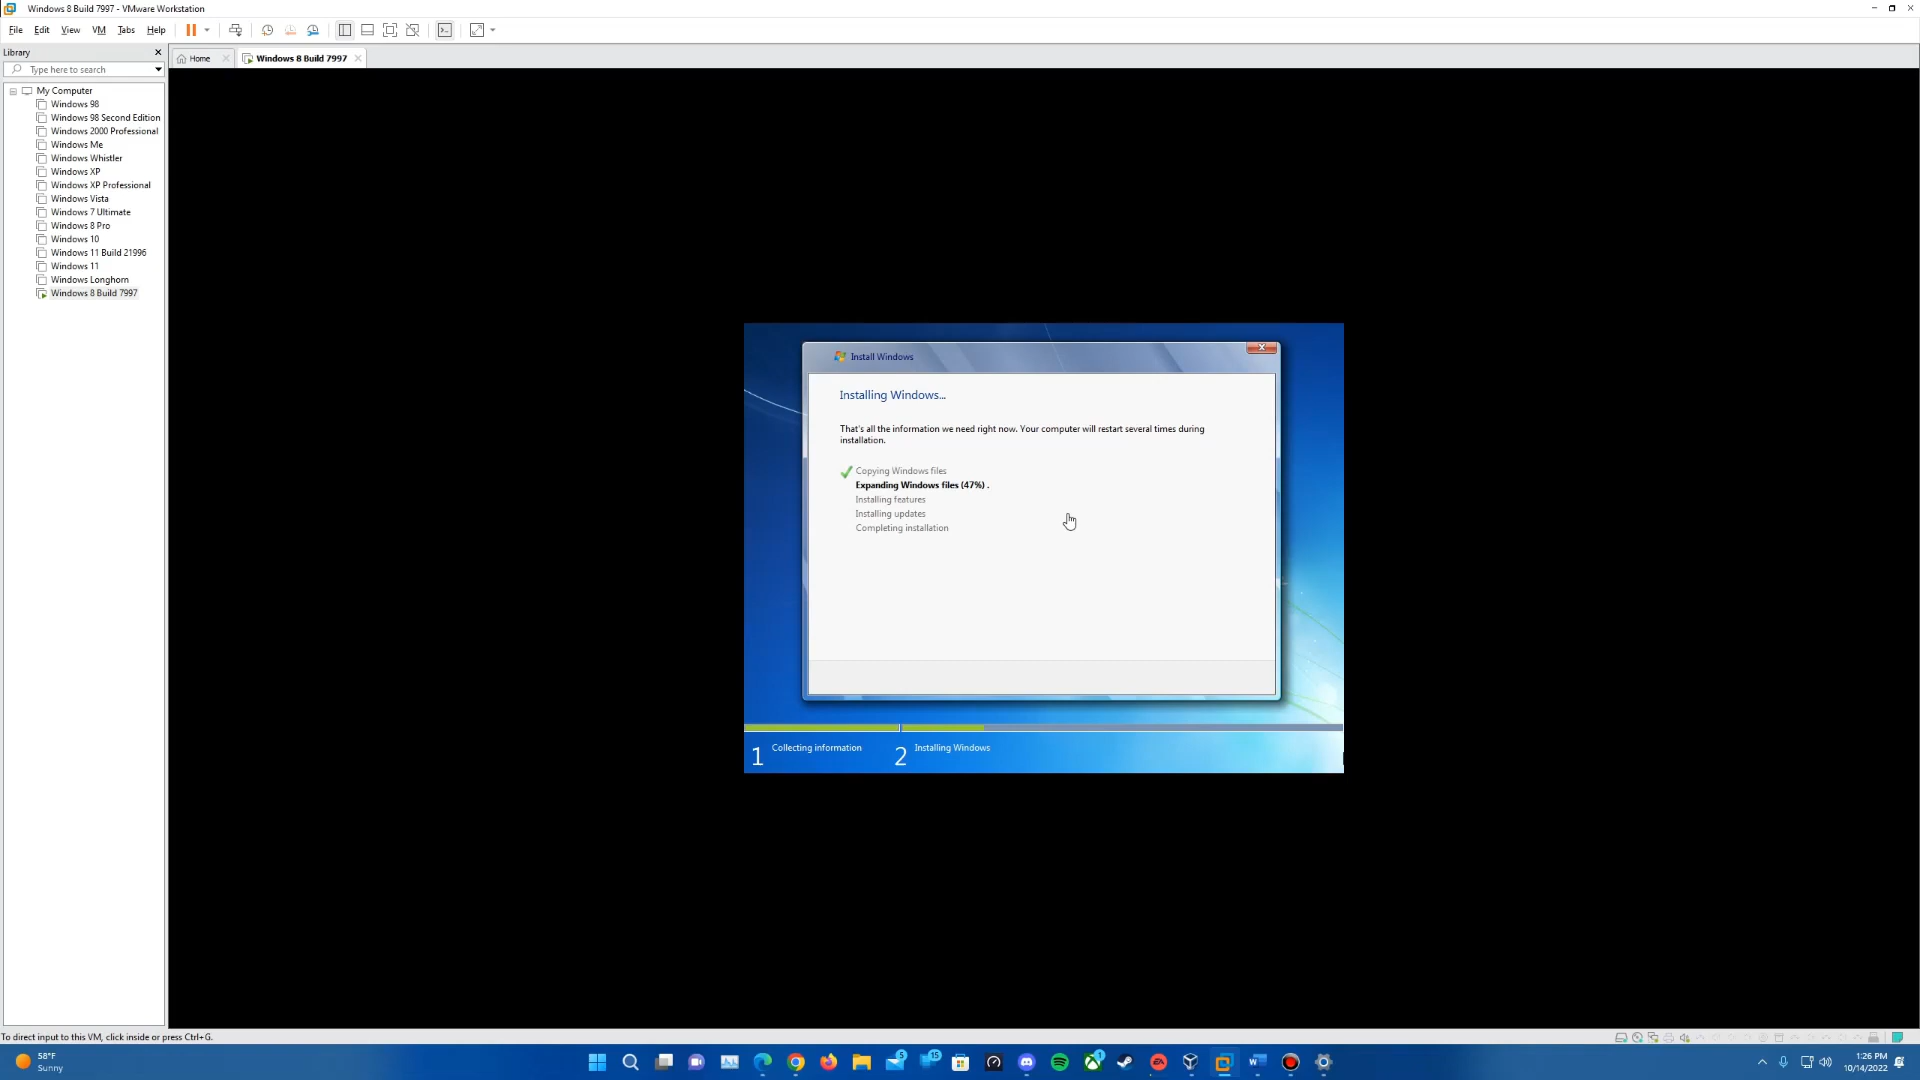 Windows 8 Build 7997 - VMware Workstation
File Edit View VM Tabs Help
Library
Type here to search
Home
Windows 8 Build 7997
My Computer
Windows 98
Windows 98 Second Edition
Windows 2000 Professional
Windows Me
Windows Whistler
Windows XP
Windows XP Professional
Windows Vista
Windows 7 Ultimate
Windows 8 Pro
Windows 10
Windows 11 Build 21996
Windows 11
Windows Longhorn
Windows 8 Build 7997
Install Windows
Installing Windows...
That's all the information we need right now. Your computer will restart several times during
installation.
Copying Windows files
Expanding Windows files (47%) .
Installing features
Installing updates
Completing installation
1 Collecting information
2 Installing Windows
To direct input to this VM, click inside or press Ctrl+G.
58°F
Sunny
5
15
1
1:26 PM
10/14/2022